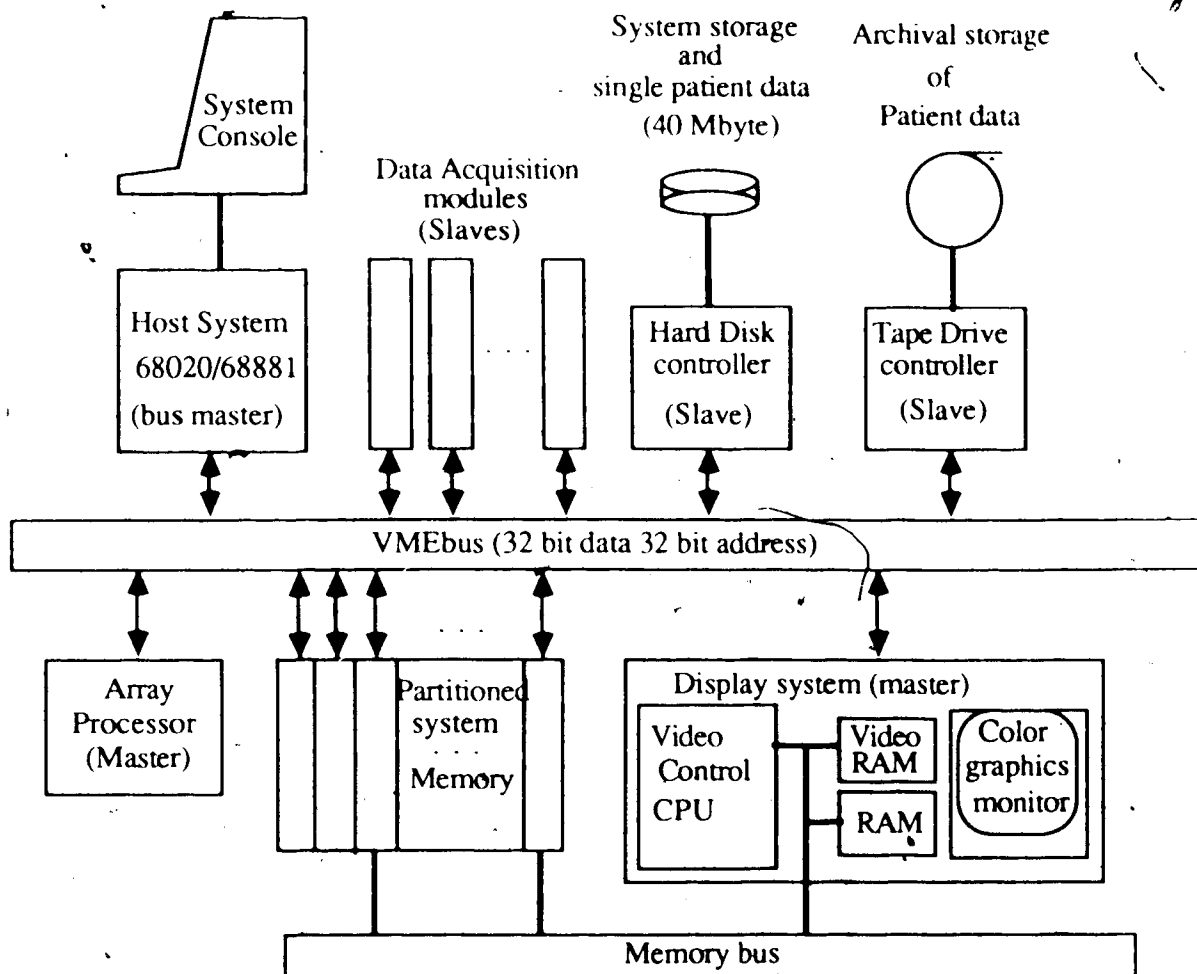 System storage
and
single patient data
(40 Mbyte)
Archival storage
of
Patient data
System
Console
Data Acquisition
modules
(Slaves)
Host System
68020/68881
(bus master)
. . .
Hard Disk
controller
(Slave)
Tape Drive
controller
(Slave)
VMEbus (32 bit data 32 bit address)
. . .
Array
Processor
(Master)
Partitioned
system
. . .
Memory
Display system (master)
Video
Control
CPU
Video
RAM
RAM
Color
graphics
monitor
Memory bus